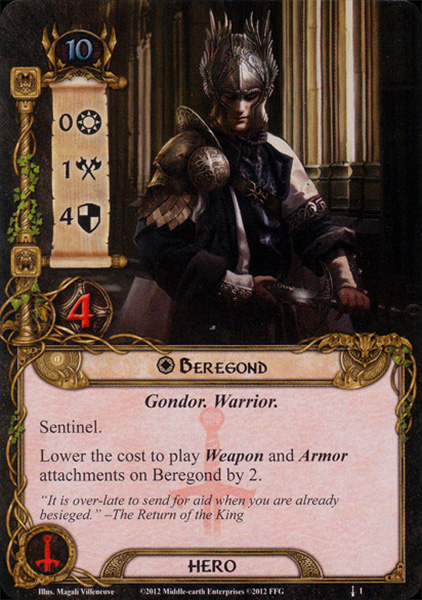 10
0
1
4
4
Beregond
Gondor. Warrior.
Sentinel.
Lower the cost to play Weapon and Armor
attachments on Beregond by 2.
“It is over-late to send for aid when you are already
besieged.” –The Return of the King
HERO
Illus. Magali Villeneuve ©2012 Middle-earth Enterprises ©2012 FFG 1